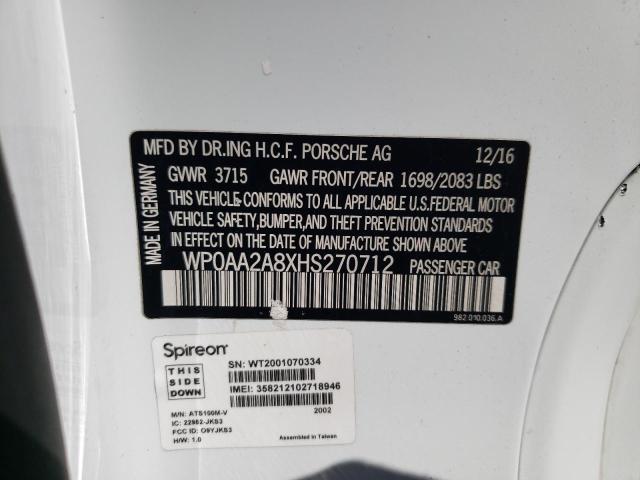 MFD BY DR.ING H.C.F. PORSCHE AG 12/16
GVWR 3715 GAWR FRONT/REAR 1698/2083 LBS
THIS VEHICLE CONFORMS TO ALL APPLICABLE U.S.FEDERAL MOTOR
VEHICLE SAFETY,BUMPER,AND THEFT PREVENTION STANDARDS
IN EFFECT ON THE DATE OF MANUFACTURE SHOWN ABOVE
WP0AA2A8XHS270712 PASSENGER CAR
MADE IN GERMANY
982.010.036.A
Spireon
THIS
SIDE
DOWN
SN: WT2001070334
IMEI: 358212102718946
2002
M/N: ATS100M-V
IC: 22982-JKS3
FCC ID: O9YJKS3
H/W: 1.0
Assembled in Taiwan